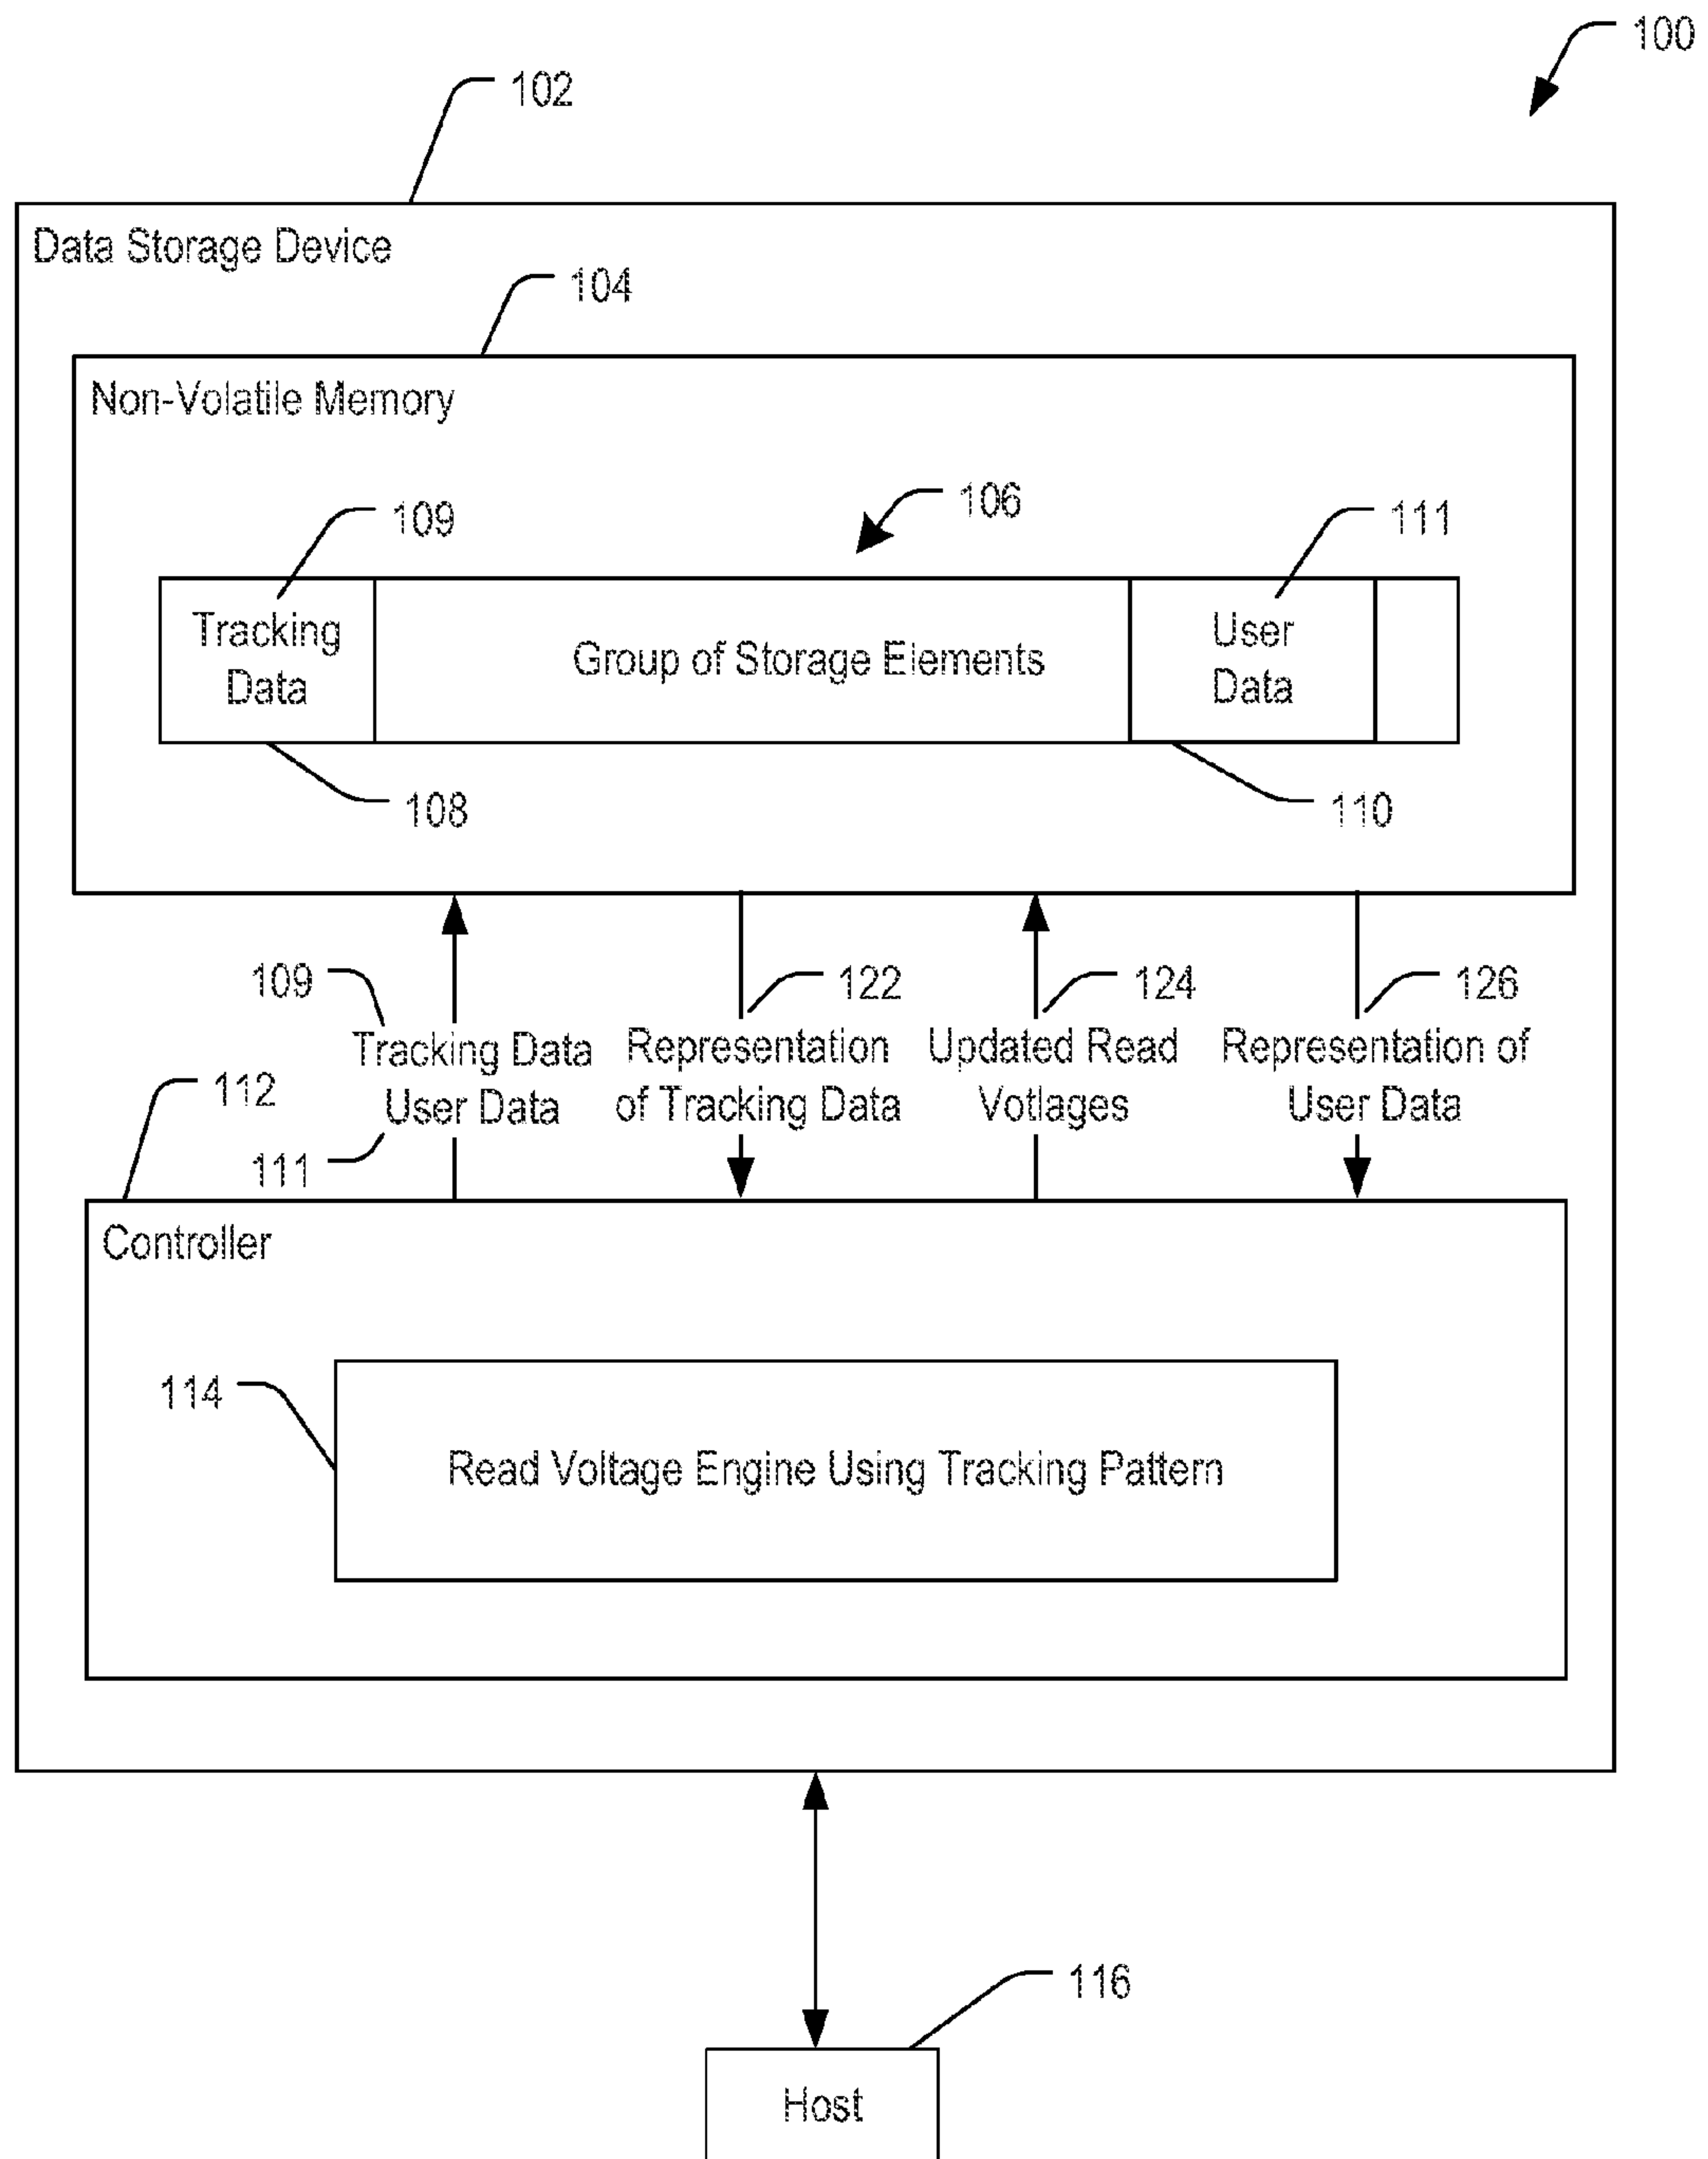 100
102
Data Storage Device
104
Non-Volatile Memory
106
109
111
Tracking
Data
Group of Storage Elements
User
Data
108
110
109
122
124
126
Tracking Data
User Data
Representation
of Tracking Data
Updated Read
Votlages
Representation of
User Data
112
111
Controller
114
Read Voltage Engine Using Tracking Pattern
116
Host